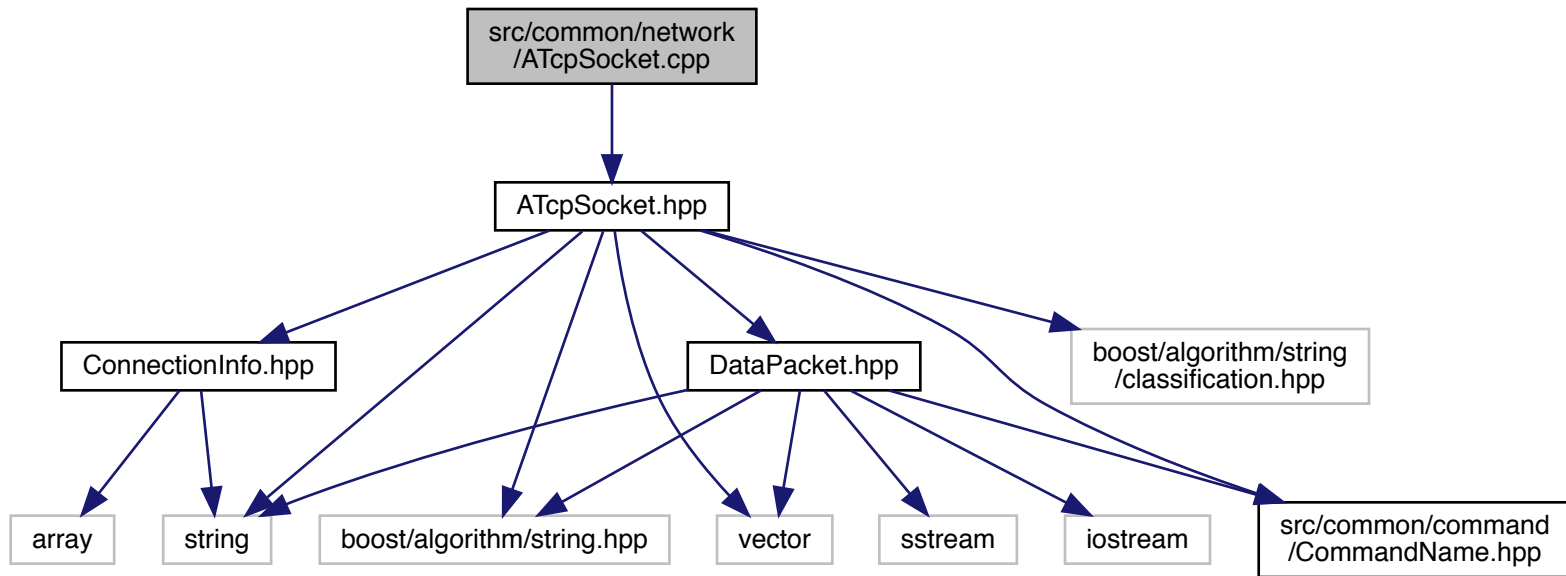 src/common/network
/ATcpSocket.cpp
ATcpSocket.hpp
ConnectionInfo.hpp
DataPacket.hpp
boost/algorithm/string
/classification.hpp
array
string
boost/algorithm/string.hpp
vector
sstream
iostream
src/common/command
/CommandName.hpp